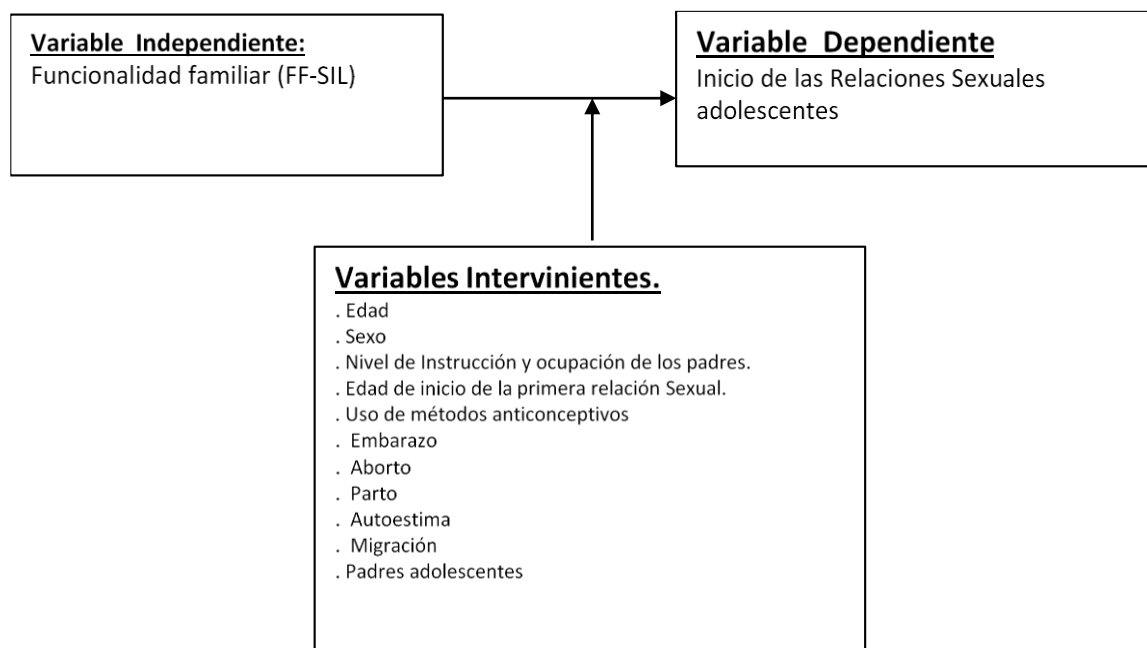 Variable Independiente:
Funcionalidad familiar (FF-SIL)
Variable Dependiente
Inicio de las Relaciones Sexuales
adolescentes
Variables Intervinientes.
. Edad
. Sexo
. Nivel de Instrucción y ocupación de los padres.
. Edad de inicio de la primera relación Sexual.
. Uso de métodos anticonceptivos
. Embarazo
. Aborto
. Parto
. Autoestima
. Migración
. Padres adolescentes